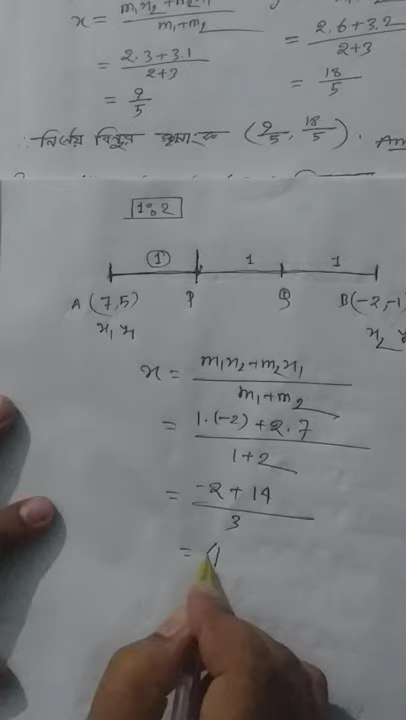 x = m₁x₂+m₂x₁ / m₁+m₂
= 2.3+3.1 / 2+3
= 9/5
= 2.6+3.2 / 2+3
= 18/5
∴ নির্ণেয় বিন্দুর স্থানাংক (9/5, 18/5).
1:2
1 1 1
A(7,5) P Q B(-2,-1
x₁ y₁ x₂ y
x = m₁x₂+m₂x₁ / m₁+m₂
= 1.(-2)+2.7 / 1+2
= -2+14 / 3
=